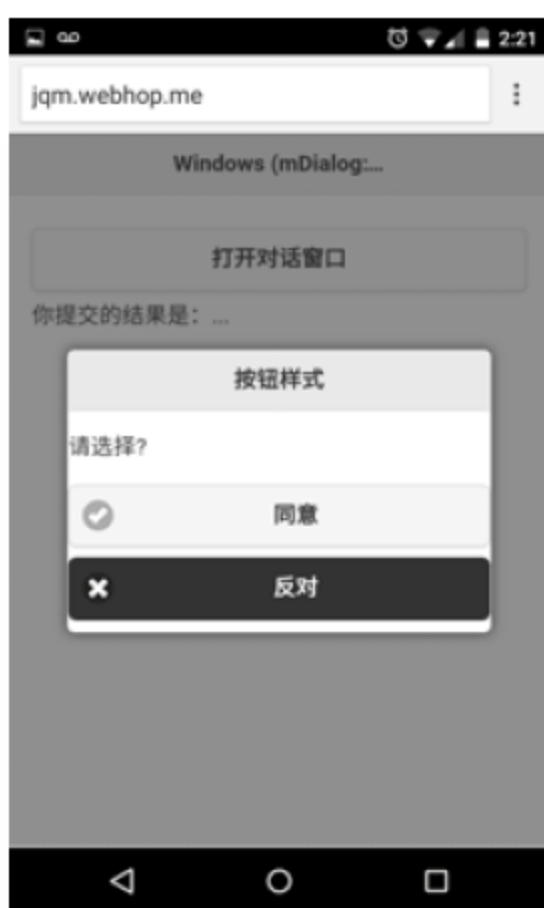 2:21
jqm.webhop.me
Windows (mDialog:...
打开对话窗口
你提交的结果是：...
按钮样式
请选择?
同意
反对